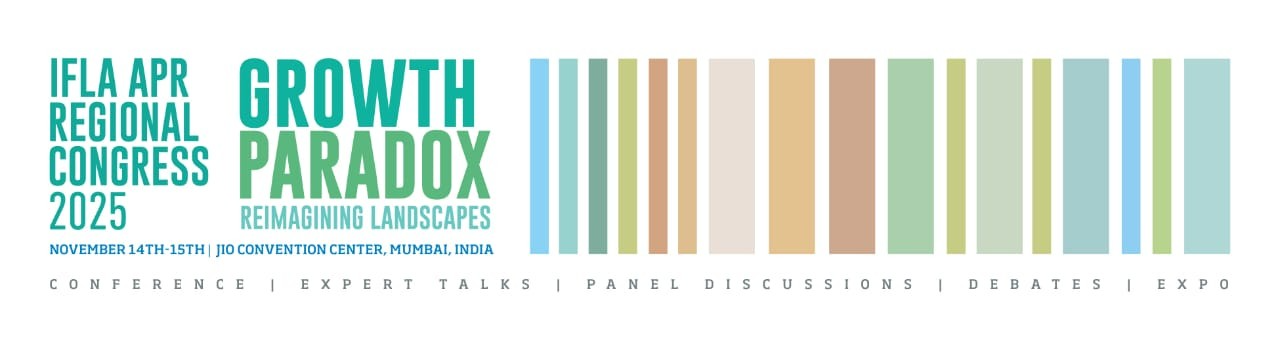 IFLA APR
REGIONAL
CONGRESS
2025
GROWTH
PARADOX
REIMAGINING LANDSCAPES
NOVEMBER 14TH-15TH | JIO CONVENTION CENTER, MUMBAI, INDIA
CONFERENCE | EXPERT TALKS | PANEL DISCUSSIONS | DEBATES | EXPO